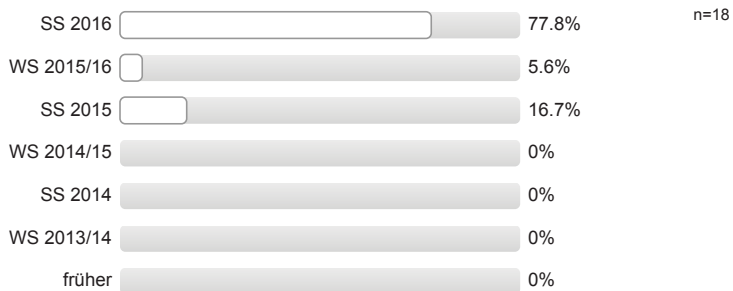 SS 2016 77.8% n=18
WS 2015/16 5.6%
SS 2015 16.7%
WS 2014/15 0%
SS 2014 0%
WS 2013/14 0%
früher 0%